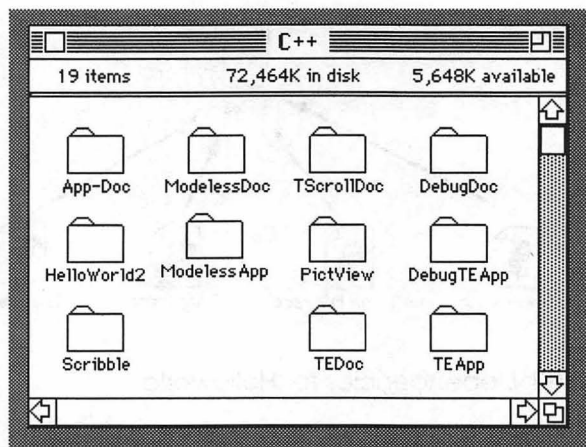 C++
19 items 72,464K in disk 5,648K available
App-Doc ModelessDoc TScrollDoc DebugDoc
HelloWorld2 ModelessApp PictView DebugTEApp
Scribble TEDoc TEApp